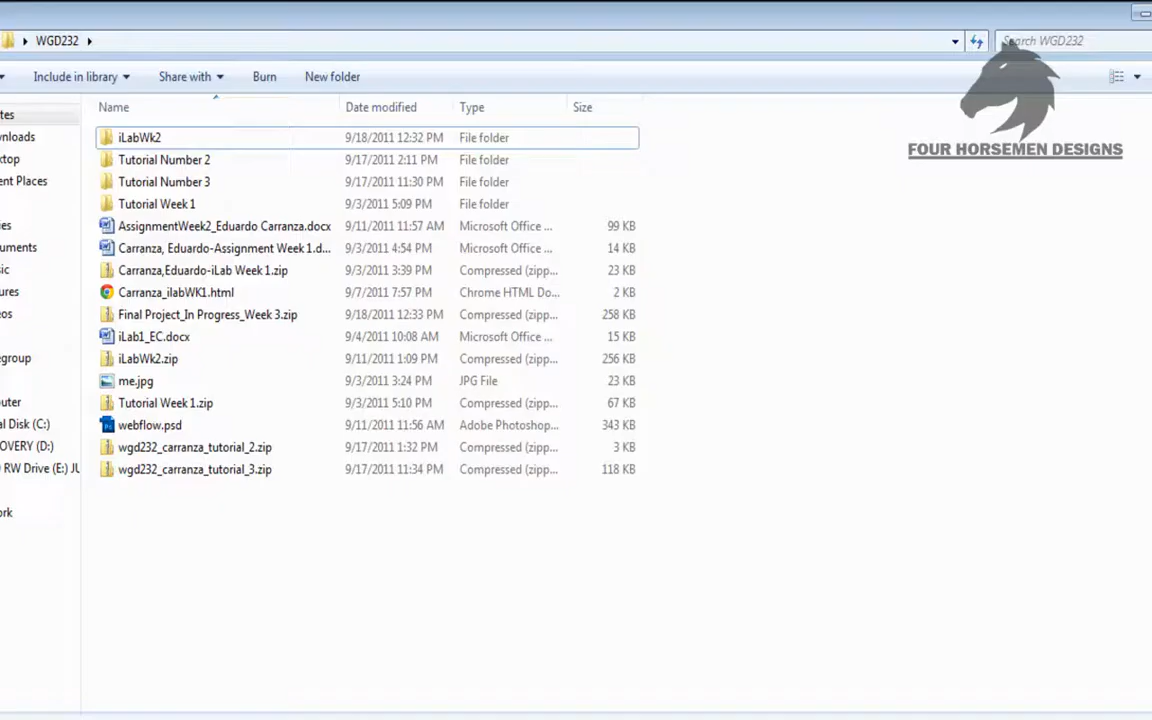 WGD232
Search WGD232
Include in library
Share with
Burn
New folder
FOUR HORSEMEN DESIGNS
Name
Date modified
Type
Size
tes
wnloads
ktop
ent Places
ies
uments
sic
ures
eos
egroup
uter
al Disk (C:)
OVERY (D:)
RW Drive (E:) JU
ork
iLabWk2 9/18/2011 12:32 PM File folder
Tutorial Number 2 9/17/2011 2:11 PM File folder
Tutorial Number 3 9/17/2011 11:30 PM File folder
Tutorial Week 1 9/3/2011 5:09 PM File folder
AssignmentWeek2_Eduardo Carranza.docx 9/11/2011 11:57 AM Microsoft Office ... 99 KB
Carranza, Eduardo-Assignment Week 1.d... 9/3/2011 4:54 PM Microsoft Office ... 14 KB
Carranza,Eduardo-iLab Week 1.zip 9/3/2011 3:39 PM Compressed (zipp... 23 KB
Carranza_ilabWK1.html 9/7/2011 7:57 PM Chrome HTML Do... 2 KB
Final Project_In Progress_Week 3.zip 9/18/2011 12:33 PM Compressed (zipp... 258 KB
iLab1_EC.docx 9/4/2011 10:08 AM Microsoft Office ... 15 KB
iLabWk2.zip 9/11/2011 1:09 PM Compressed (zipp... 256 KB
me.jpg 9/3/2011 3:24 PM JPG File 23 KB
Tutorial Week 1.zip 9/3/2011 5:10 PM Compressed (zipp... 67 KB
webflow.psd 9/11/2011 11:56 AM Adobe Photoshop... 343 KB
wgd232_carranza_tutorial_2.zip 9/17/2011 1:32 PM Compressed (zipp... 3 KB
wgd232_carranza_tutorial_3.zip 9/17/2011 11:34 PM Compressed (zipp... 118 KB